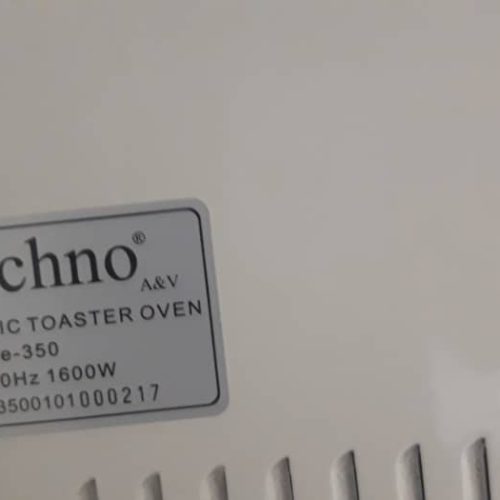 chno®
A&V
IC TOASTER OVEN
e-350
0Hz 1600W
3500101000217